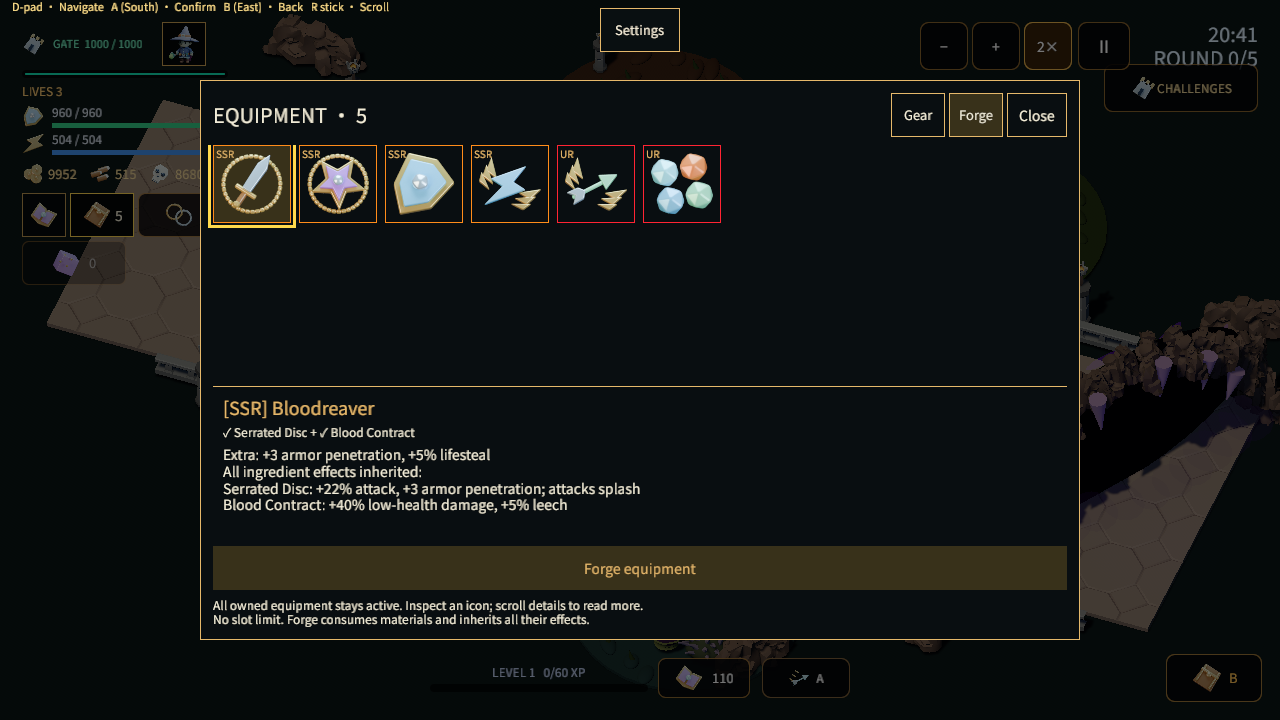 D-pad • Navigate A (South) • Confirm B (East) • Back R stick • Scroll
Settings
GATE 1000 / 1000
− + 2× II
20:41
ROUND 0/5
CHALLENGES
LIVES 3
960 / 960
504 / 504
9952 515 8680
5
0
EQUIPMENT • 5
Gear Forge Close
SSR SSR SSR SSR UR UR
[SSR] Bloodreaver
✓ Serrated Disc + ✓ Blood Contract
Extra: +3 armor penetration, +5% lifesteal
All ingredient effects inherited:
Serrated Disc: +22% attack, +3 armor penetration; attacks splash
Blood Contract: +40% low-health damage, +5% leech
Forge equipment
All owned equipment stays active. Inspect an icon; scroll details to read more.
No slot limit. Forge consumes materials and inherits all their effects.
LEVEL 1 0/60 XP
110
A
B